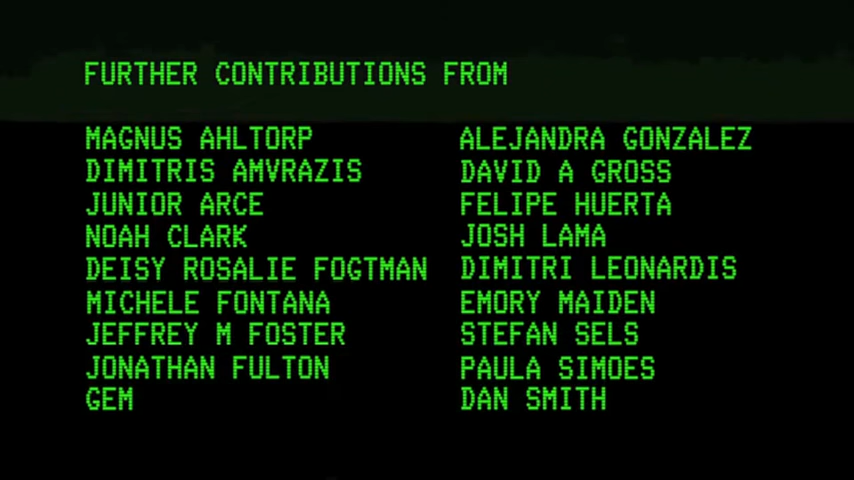 FURTHER CONTRIBUTIONS FROM
MAGNUS AHLTORP
DIMITRIS AMVRAZIS
JUNIOR ARCE
NOAH CLARK
DEISY ROSALIE FOGTMAN
MICHELE FONTANA
JEFFREY M FOSTER
JONATHAN FULTON
GEM
ALEJANDRA GONZALEZ
DAVID A GROSS
FELIPE HUERTA
JOSH LAMA
DIMITRI LEONARDIS
EMORY MAIDEN
STEFAN SELS
PAULA SIMOES
DAN SMITH